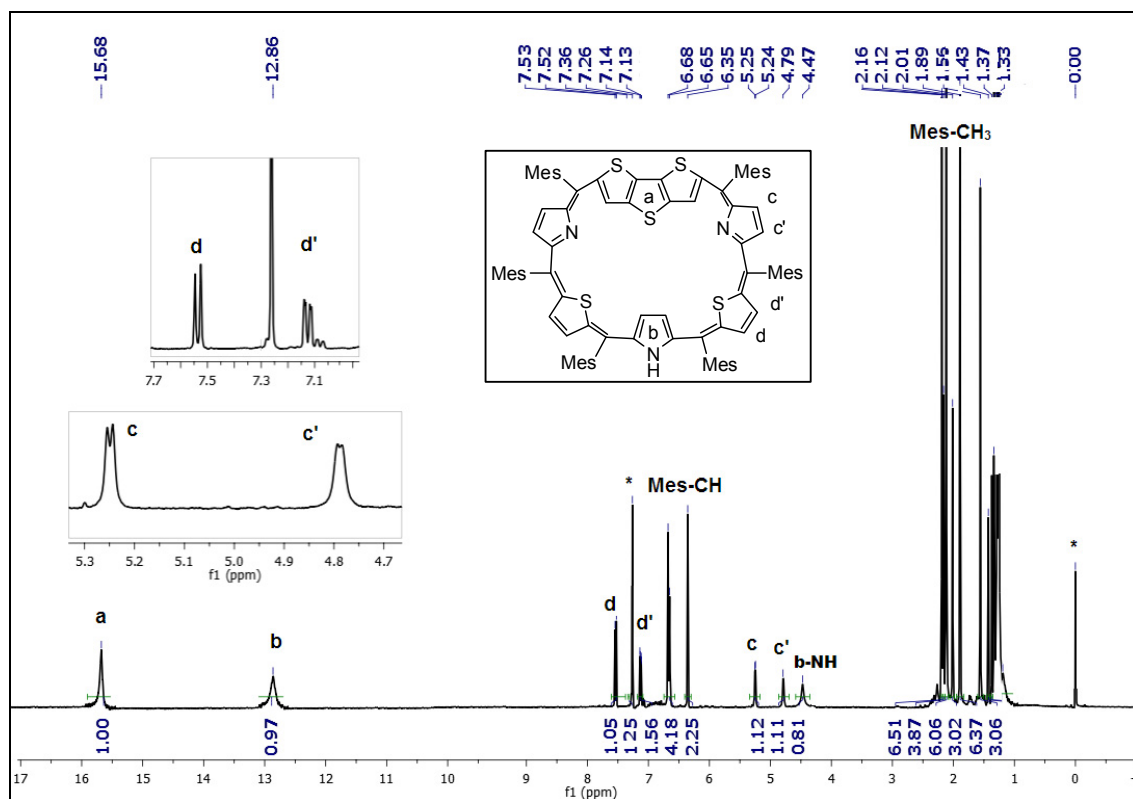 15.68
12.86
7.53
7.52
7.36
7.26
7.14
7.13
6.68
6.65
6.35
5.25
5.24
4.79
4.47
2.16
2.12
2.01
1.89
1.56
1.43
1.37
1.33
0.00
Mes-CH₃
d
d'
7.7 7.5 7.3 7.1
f1 (ppm)
S S
Mes Mes
a c
S
c'
N N
Mes Mes
S S d'
b d
Mes N Mes
H
c c'
5.3 5.2 5.1 5.0 4.9 4.8 4.7
f1 (ppm)
* Mes-CH
*
a
b
d
d'
c
c'
b-NH
1.00
0.97
1.05
1.25
1.56
4.18
2.25
1.12
1.11
0.81
6.51
3.87
6.06
3.02
6.37
3.06
17 16 15 14 13 12 11 10 9 8 7 6 5 4 3 2 1 0
f1 (ppm)